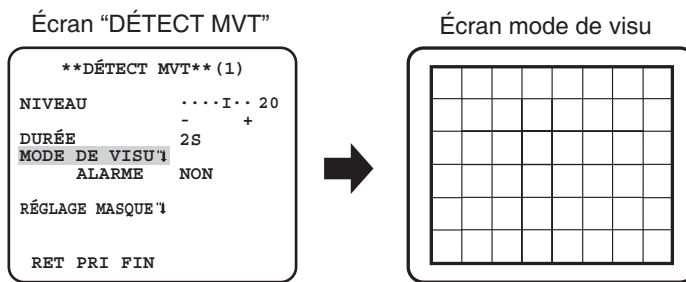 Écran “DÉTECT MVT”
**DÉTECT MVT**(1)
NIVEAU ····I·· 20
- +
DURÉE 2S
MODE DE VISU↵
ALARME NON
RÉGLAGE MASQUE↵
RET PRI FIN
Écran mode de visu